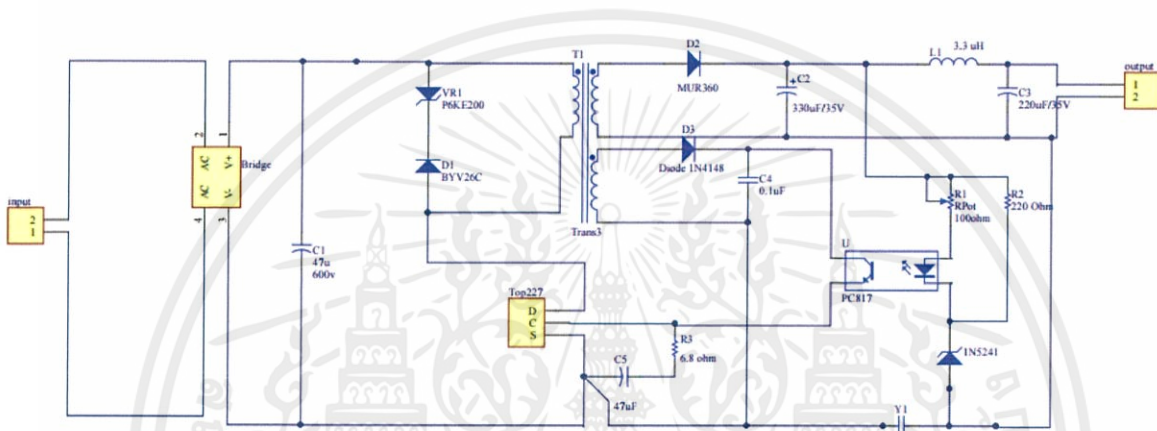 input
2
1
2
1
AC
V+
AC
V-
4
3
Bridge
C1
47u
600v
VR1
P6KE200
D1
BYV26C
T1
Trans3
D2
MUR360
D3
Diode 1N4148
C2
330uF/35V
C4
0.1uF
L1
3.3 uH
C3
220uF/35V
output
1
2
R1
RPot
100ohm
R2
220 Ohm
U
PC817
Top227
D
C
S
R3
6.8 ohm
C5
47uF
1N5241
Y1